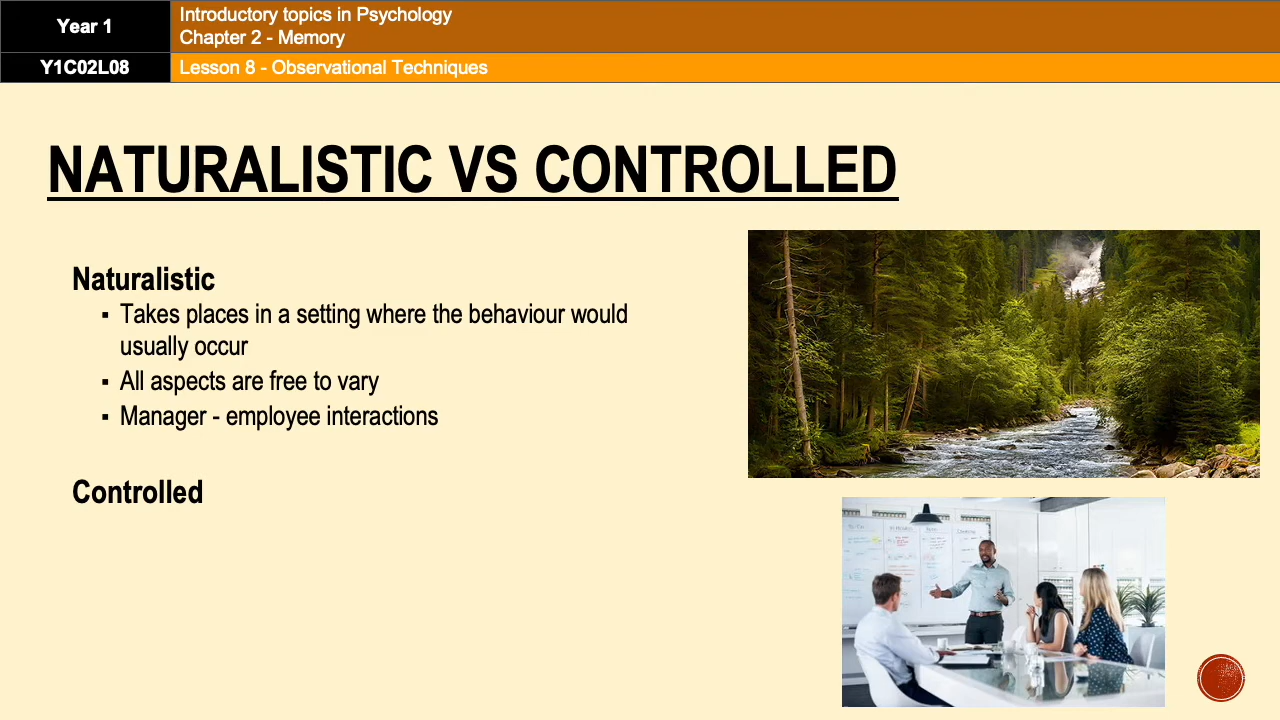 Year 1
Introductory topics in Psychology
Chapter 2 - Memory
Y1C02L08
Lesson 8 - Observational Techniques
NATURALISTIC VS CONTROLLED
Naturalistic
▪ Takes places in a setting where the behaviour would
usually occur
▪ All aspects are free to vary
▪ Manager - employee interactions
Controlled